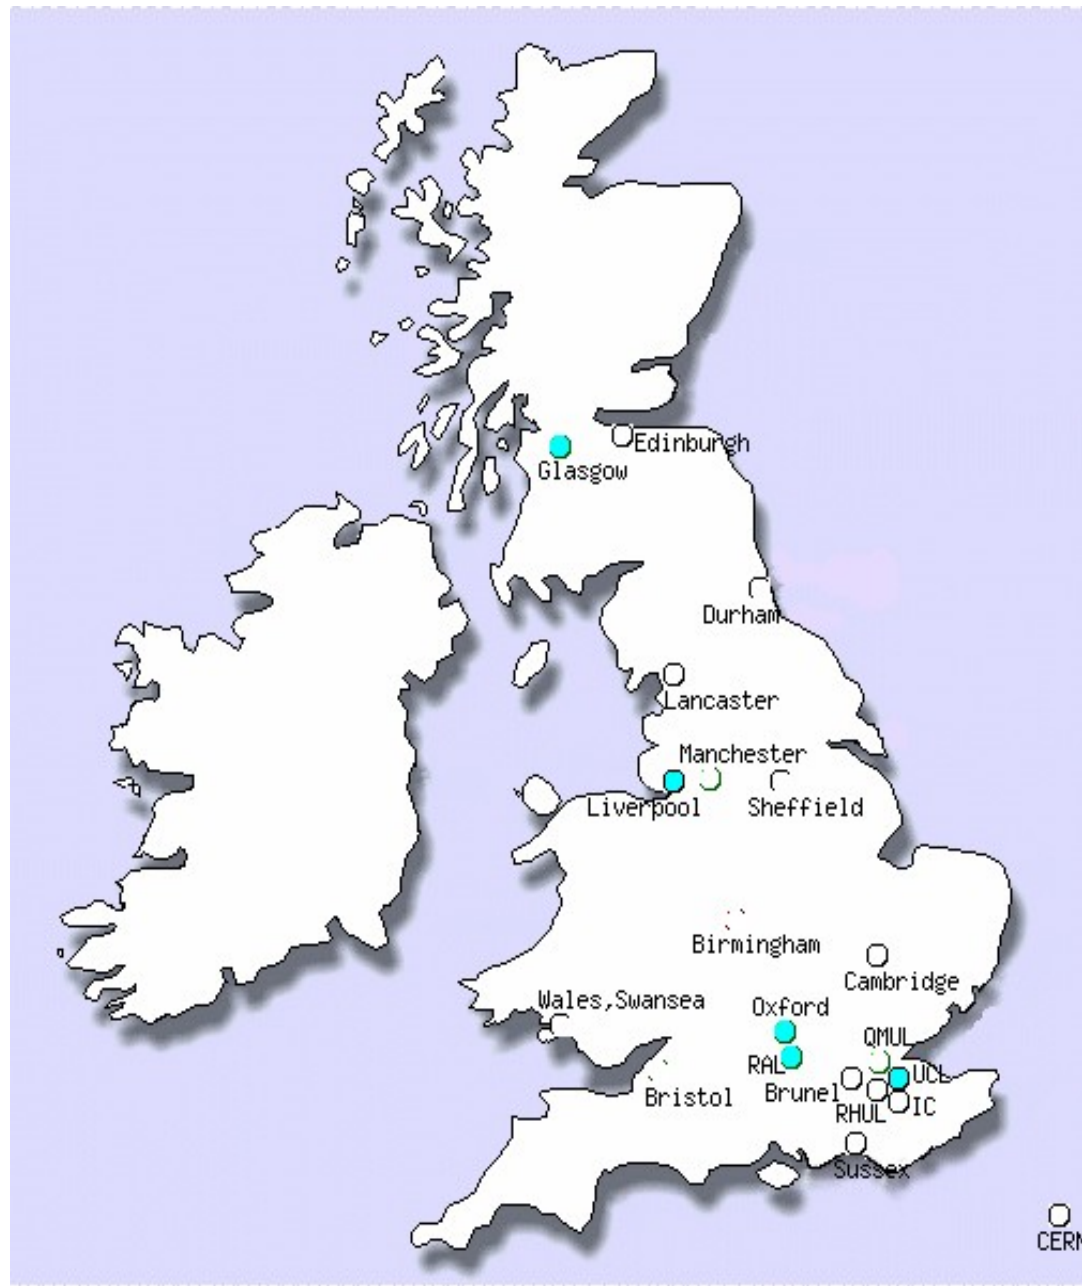 Edinburgh
Glasgow
Durham
Lancaster
Manchester
Liverpool
Sheffield
Birmingham
Cambridge
Wales,Swansea
Oxford
QMUL
RAL
UCL
Brunel
Bristol
RHUL
IC
Sussex
CERN